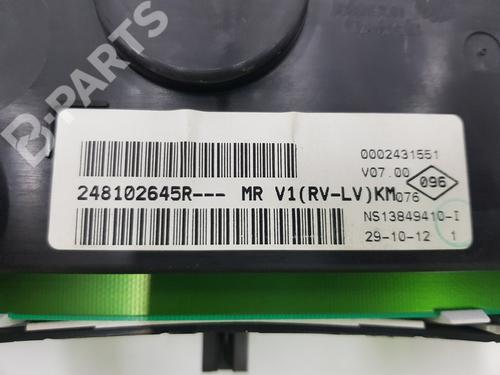 B-PARTS
0002431551
V07.00
096
248102645R--- MR V1(RV-LV)KM
076
NS13849410-I
29-10-12 1